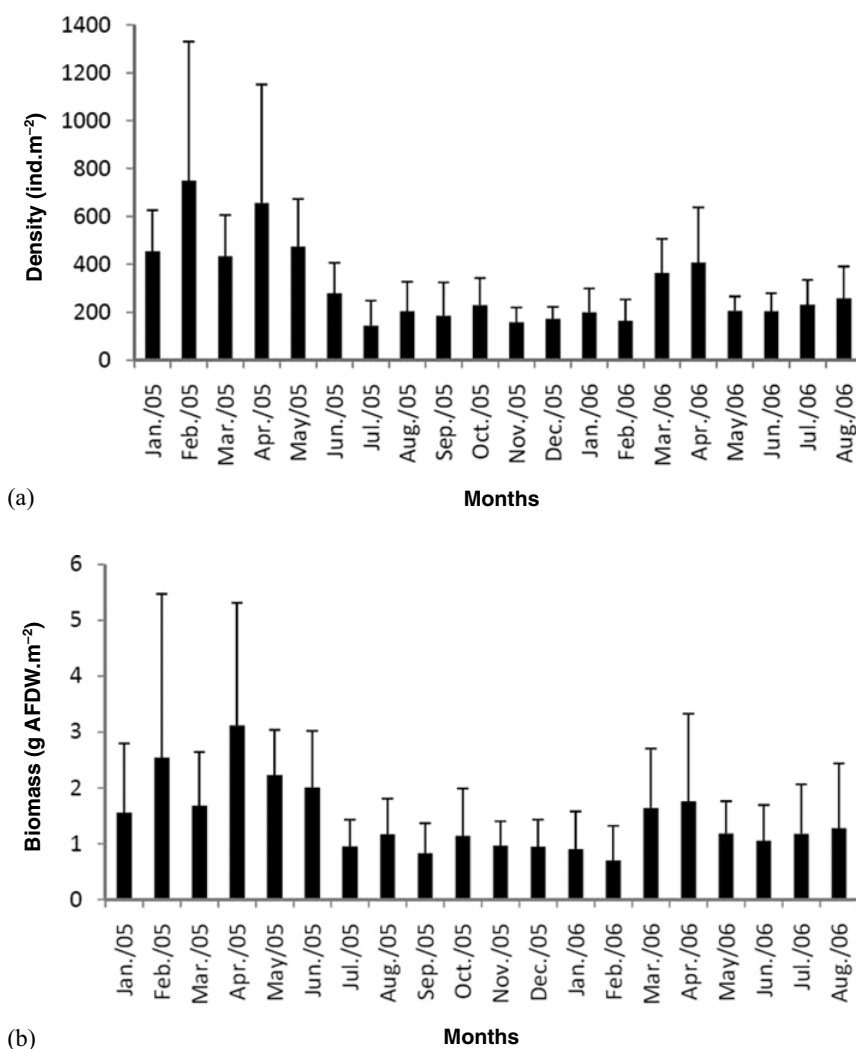 Density (ind.m⁻²)
1400
1200
1000
800
600
400
200
0
Jan./05
Feb./05
Mar./05
Apr./05
May/05
Jun./05
Jul./05
Aug./05
Sep./05
Oct./05
Nov./05
Dec./05
Jan./06
Feb./06
Mar./06
Apr./06
May/06
Jun./06
Jul./06
Aug./06
(a)
Months
Biomass (g AFDW.m⁻²)
6
5
4
3
2
1
0
Jan./05
Feb./05
Mar./05
Apr./05
May/05
Jun./05
Jul./05
Aug./05
Sep./05
Oct./05
Nov./05
Dec./05
Jan./06
Feb./06
Mar./06
Apr./06
May/06
Jun./06
Jul./06
Aug./06
(b)
Months